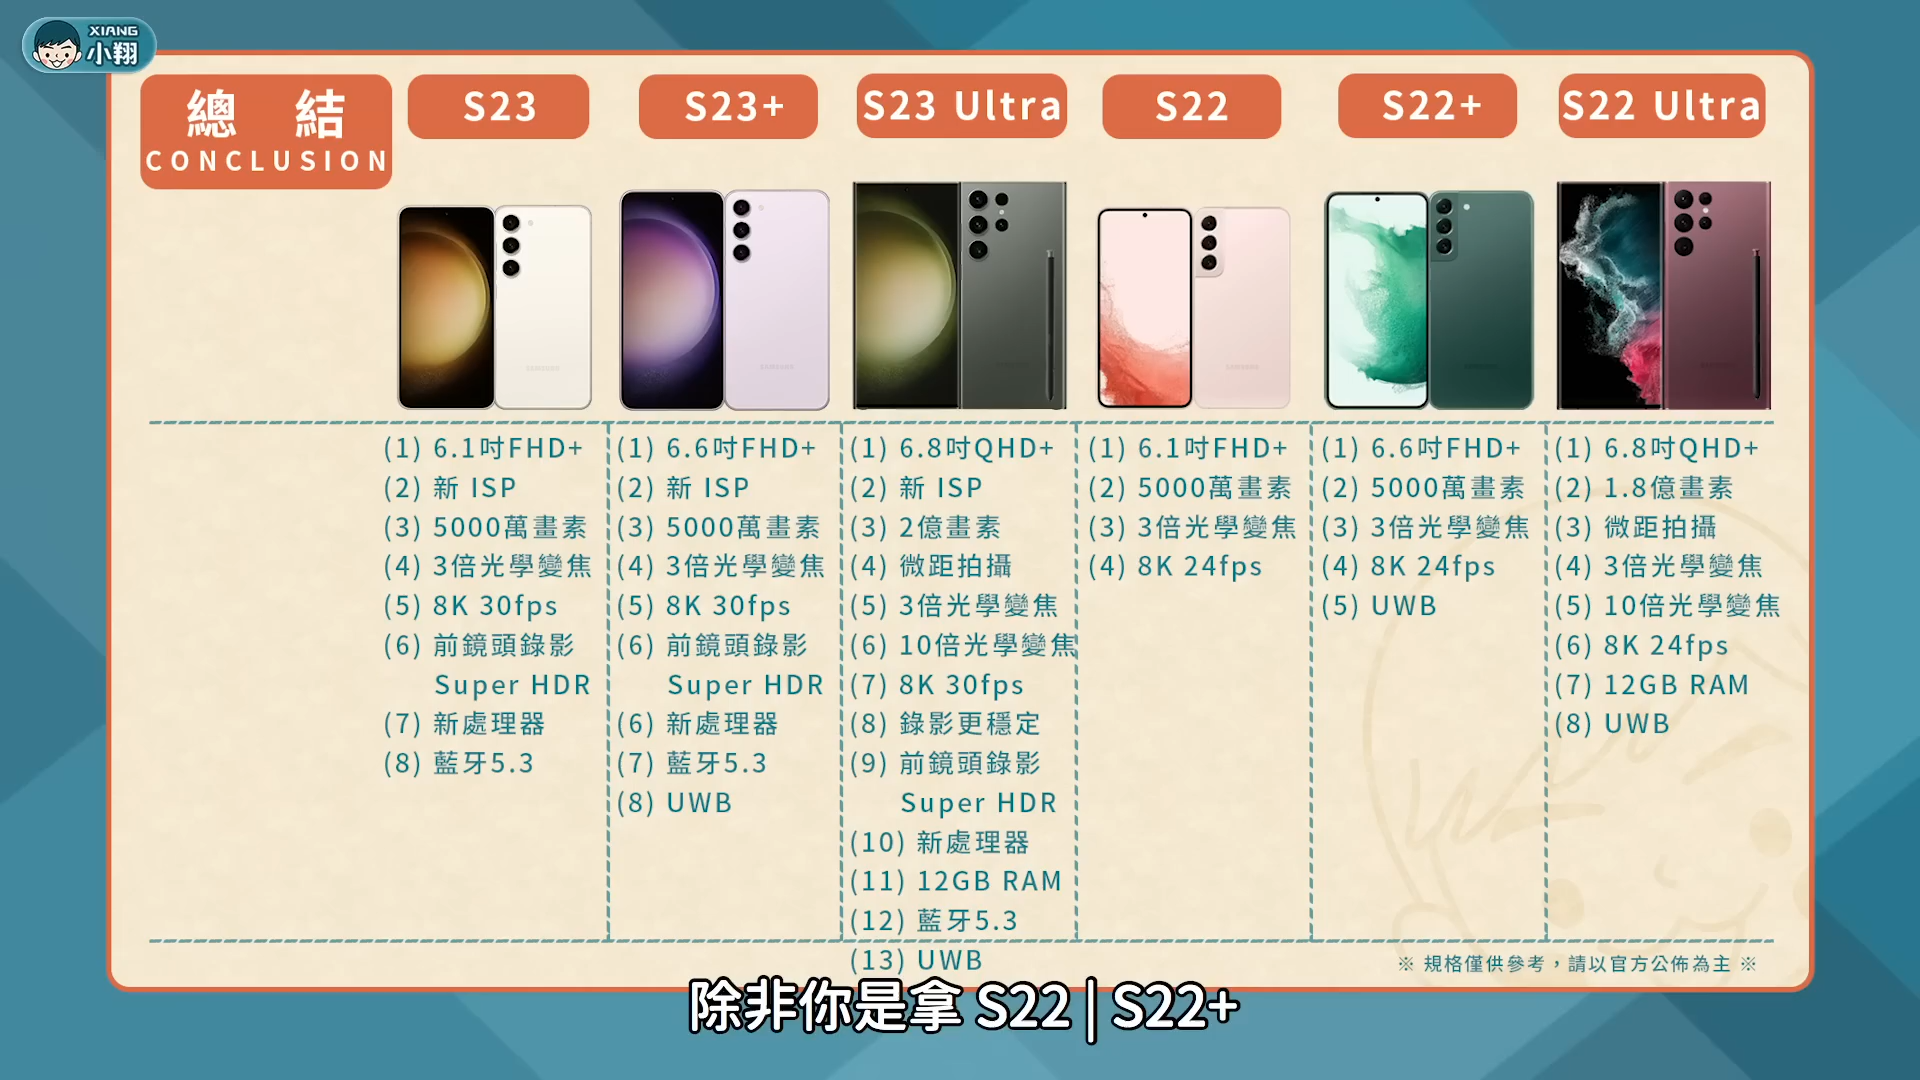 XIANG
小翔
總 結
CONCLUSION
S23
S23+
S23 Ultra
S22
S22+
S22 Ultra
(1) 6.1吋FHD+
(2) 新 ISP
(3) 5000萬畫素
(4) 3倍光學變焦
(5) 8K 30fps
(6) 前鏡頭錄影
Super HDR
(7) 新處理器
(8) 藍牙5.3
(1) 6.6吋FHD+
(2) 新 ISP
(3) 5000萬畫素
(4) 3倍光學變焦
(5) 8K 30fps
(6) 前鏡頭錄影
Super HDR
(6) 新處理器
(7) 藍牙5.3
(8) UWB
(1) 6.8吋QHD+
(2) 新 ISP
(3) 2億畫素
(4) 微距拍攝
(5) 3倍光學變焦
(6) 10倍光學變焦
(7) 8K 30fps
(8) 錄影更穩定
(9) 前鏡頭錄影
Super HDR
(10) 新處理器
(11) 12GB RAM
(12) 藍牙5.3
(13) UWB
(1) 6.1吋FHD+
(2) 5000萬畫素
(3) 3倍光學變焦
(4) 8K 24fps
(1) 6.6吋FHD+
(2) 5000萬畫素
(3) 3倍光學變焦
(4) 8K 24fps
(5) UWB
(1) 6.8吋QHD+
(2) 1.8億畫素
(3) 微距拍攝
(4) 3倍光學變焦
(5) 10倍光學變焦
(6) 8K 24fps
(7) 12GB RAM
(8) UWB
※ 規格僅供參考，請以官方公佈為主 ※
除非你是拿 S22 | S22+